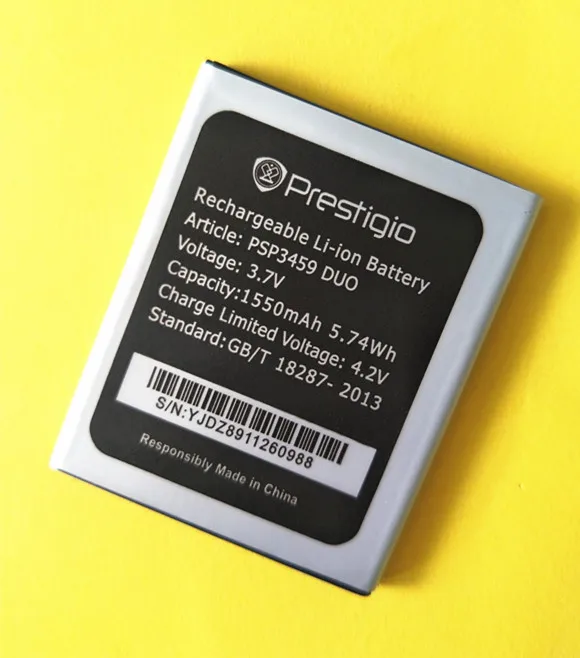 Prestigio
Rechargeable Li-ion Battery
Article: PSP3459 DUO
Voltage: 3.7V
Capacity:1550mAh 5.74Wh
Charge Limited Voltage: 4.2V
Standard:GB/T 18287- 2013
S/N:YJDZ8911260988
Responsibly Made in China